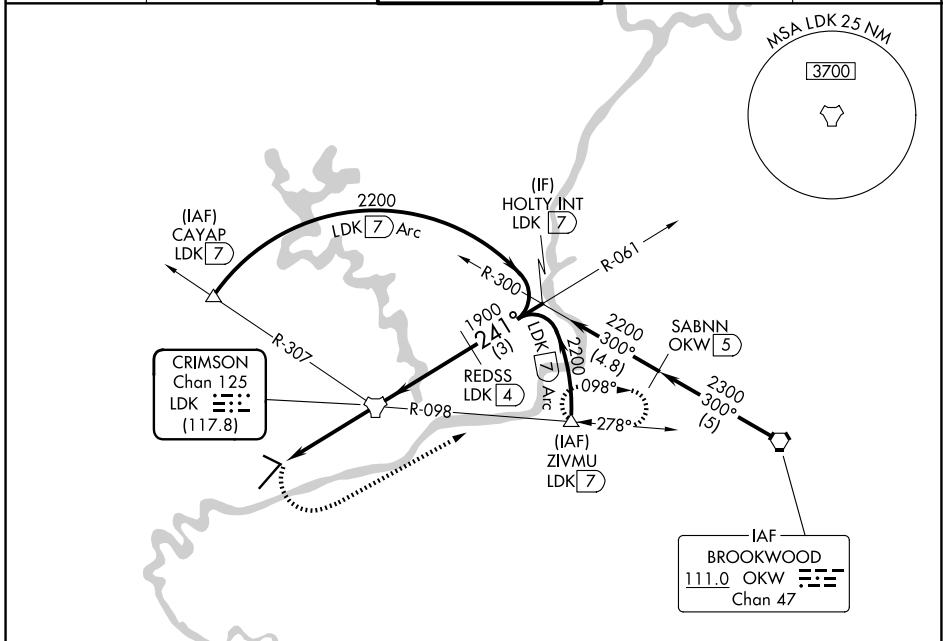 MSA LDK 25 NM
3700
(IF)
HOLTY INT
LDK 7
2200
LDK 7 Arc
(IAF)
CAYAP
LDK 7
R-300
R-061
1900
241°
(3)
LDK 7 Arc
2200
2200
300°
(4.8)
SABNN
OKW 5
R-307
REDSS
LDK 4
2300
300°
(5)
CRIMSON
Chan 125
LDK
(117.8)
098°
R-098
278°
(IAF)
ZIVMU
LDK 7
IAF
BROOKWOOD
111.0 OKW
Chan 47